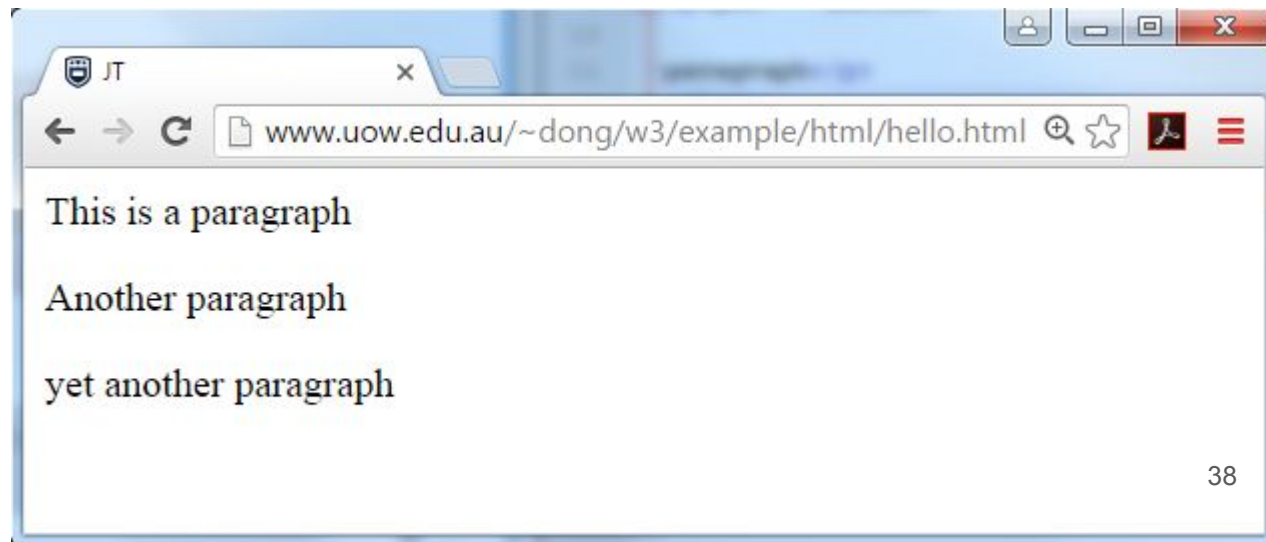 JT
www.uow.edu.au/~dong/w3/example/html/hello.html
This is a paragraph
Another paragraph
yet another paragraph
38